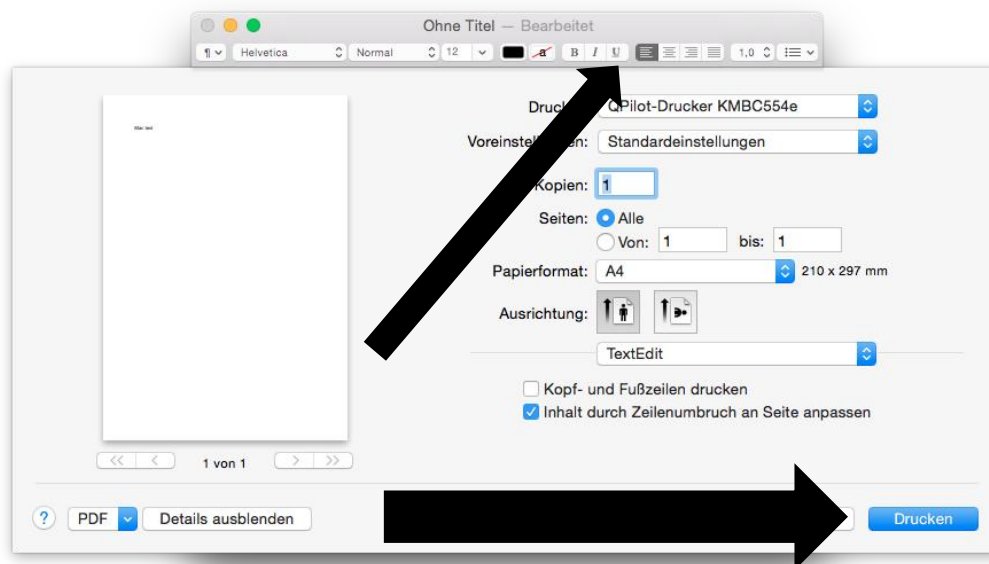 Ohne Titel — Bearbeitet
¶ Helvetica Normal 12 a B I U 1,0
QPilot-Drucker KMBC554e
Standardeinstellungen
Kopien: 1
Seiten: Alle
Von: 1 bis: 1
Papierformat: A4 210 x 297 mm
Ausrichtung:
TextEdit
Kopf- und Fußzeilen drucken
Inhalt durch Zeilenumbruch an Seite anpassen
<< < 1 von 1 > >>
? PDF Details ausblenden Drucken